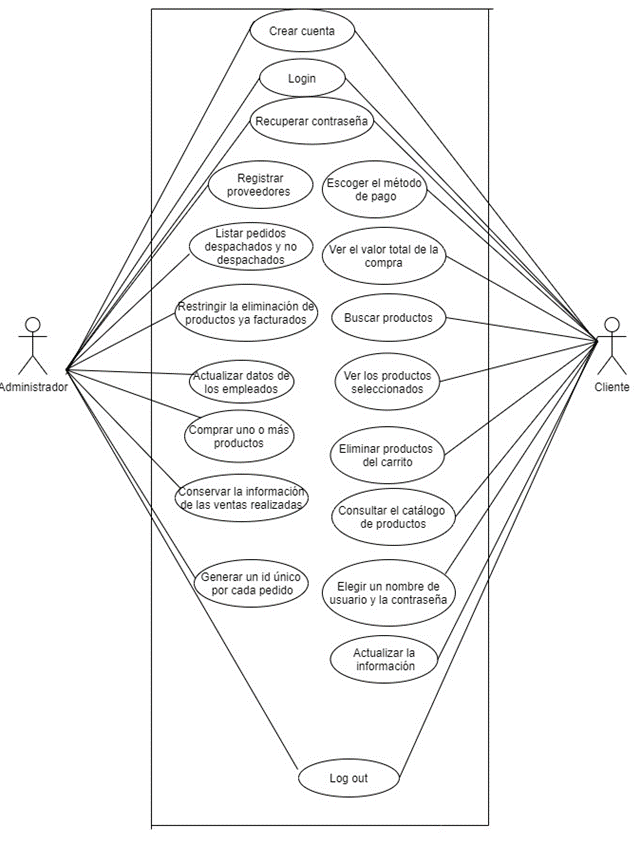 Crear cuenta
Login
Recuperar contraseña
Registrar
proveedores
Escoger el método
de pago
Listar pedidos
despachados y no
despachados
Ver el valor total de la
compra
Restringir la eliminación de
productos ya facturados
Buscar productos
Administrador
Cliente
Actualizar datos de
los empleados
Ver los productos
seleccionados
Comprar uno o más
productos
Eliminar productos
del carrito
Conservar la información
de las ventas realizadas
Consultar el catálogo
de productos
Generar un id único
por cada pedido
Elegir un nombre de
usuario y la contraseña
Actualizar la
información
Log out